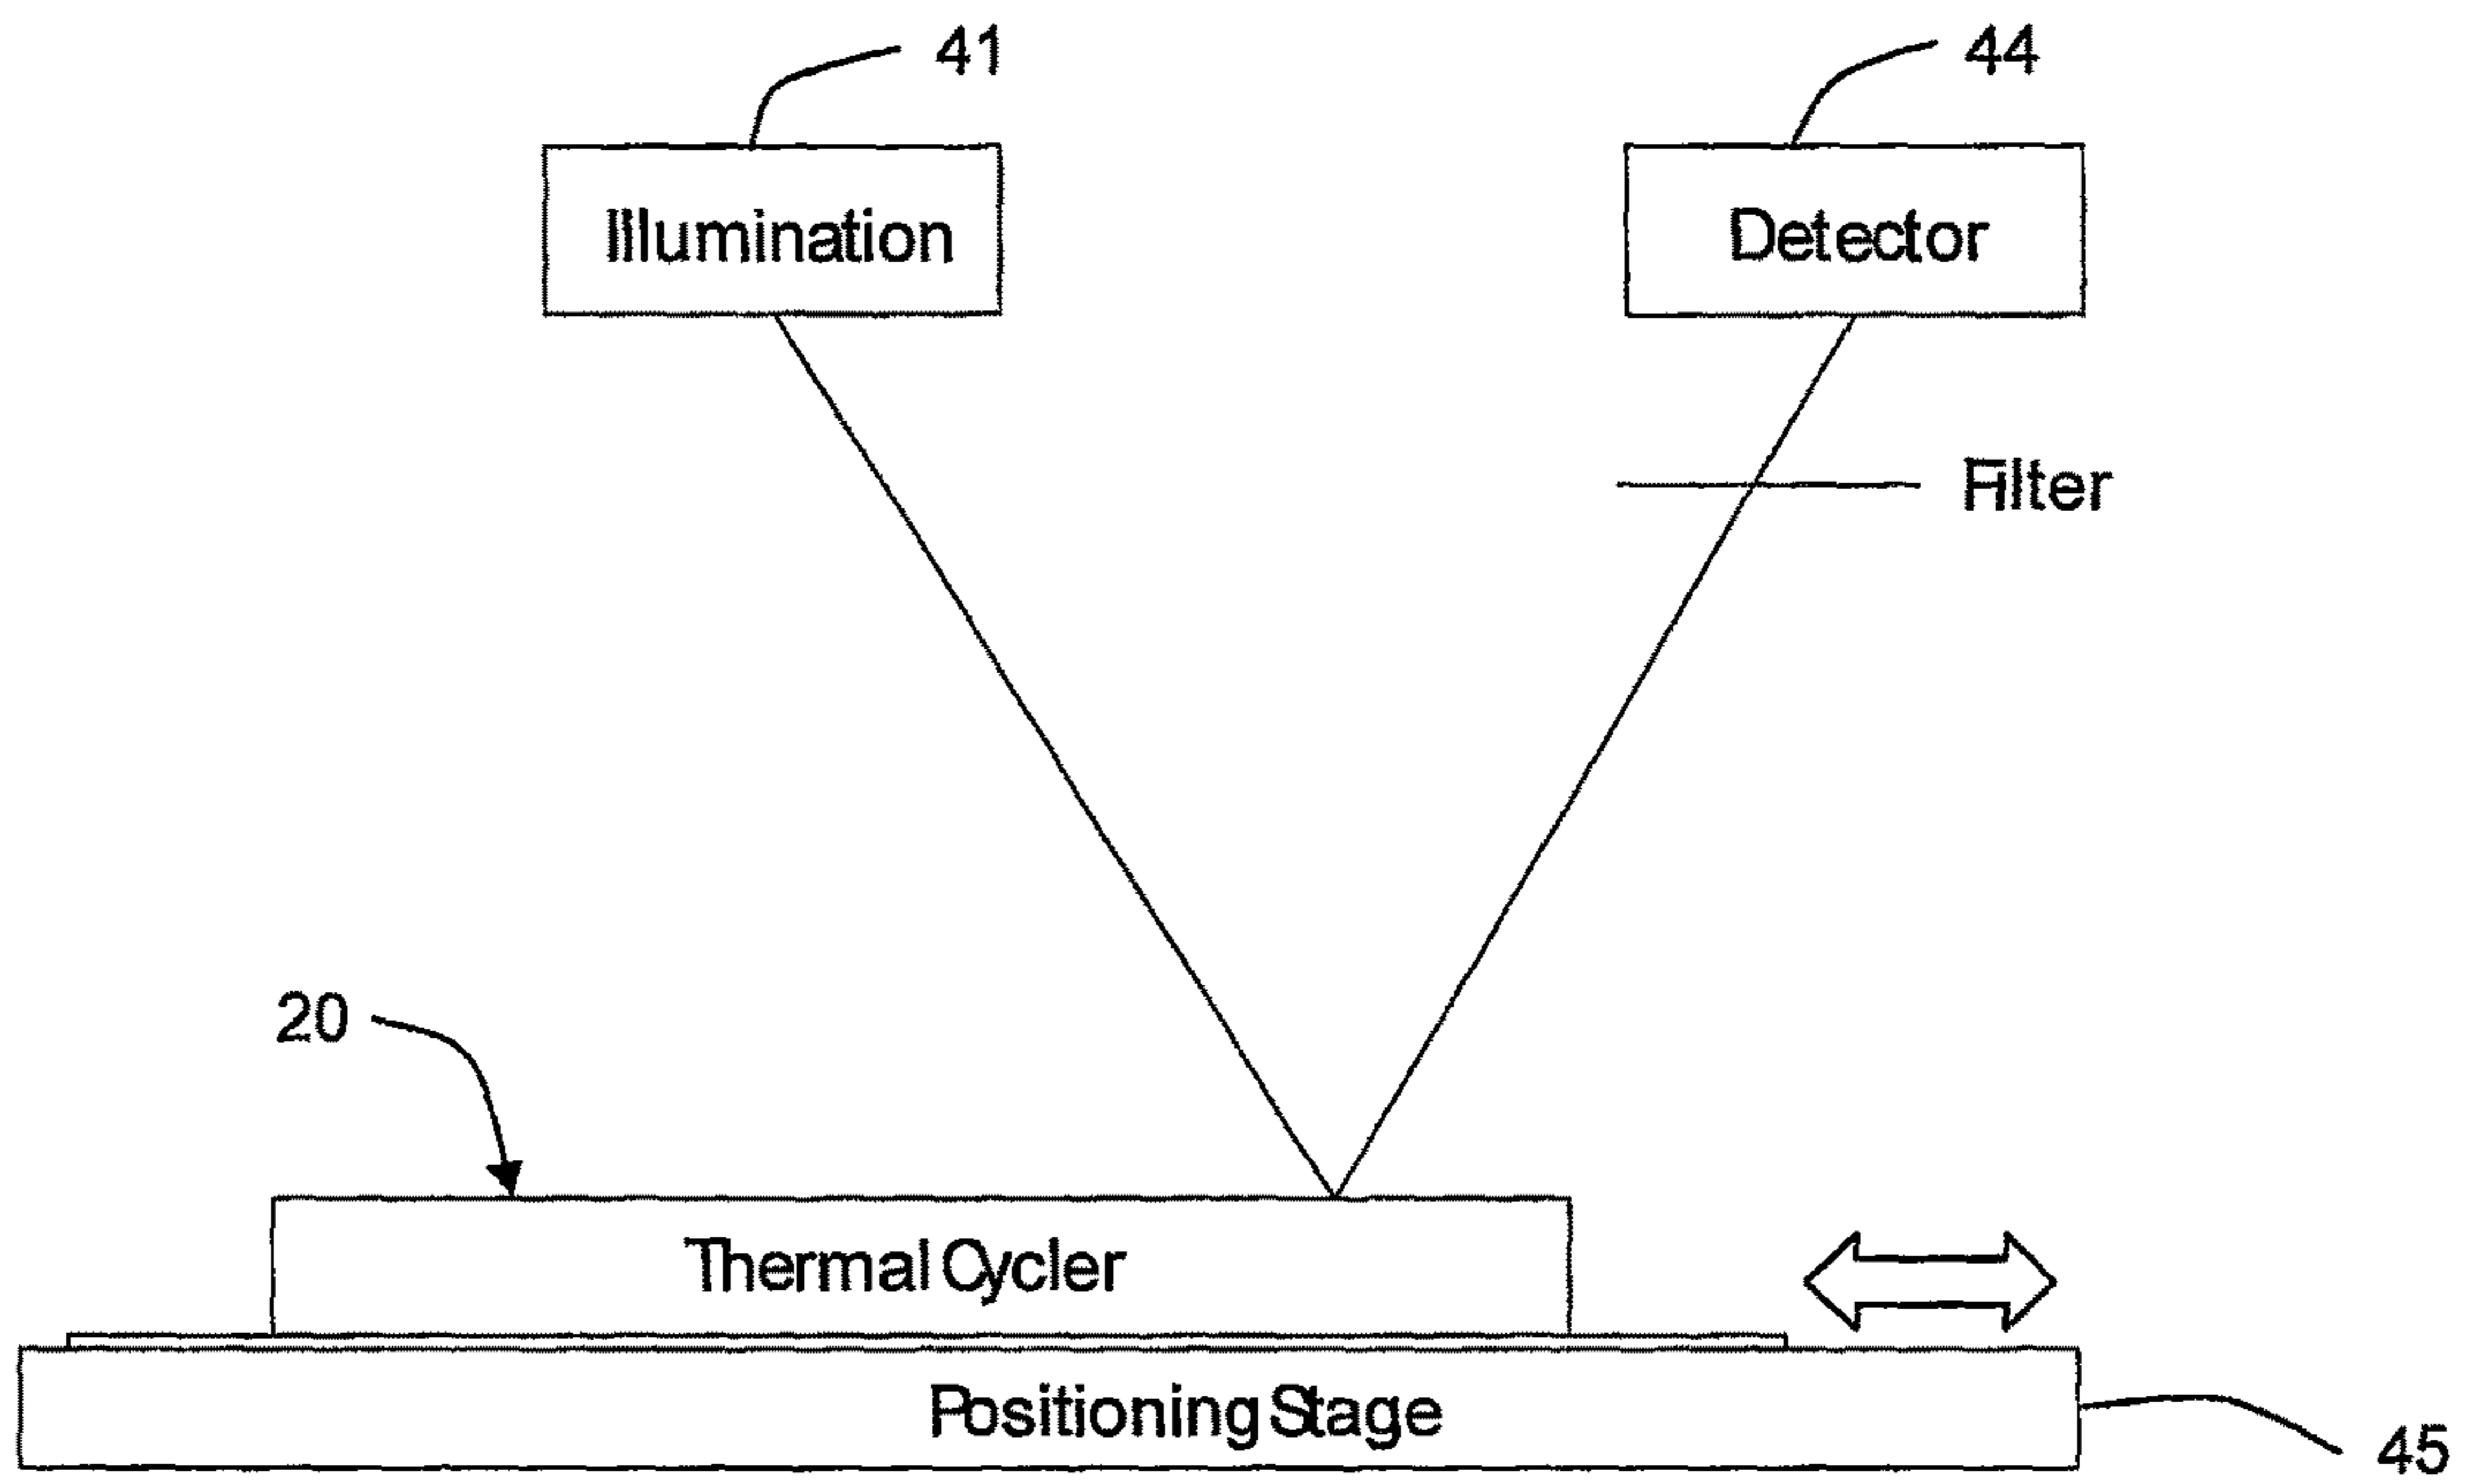 41
44
Illumination
Detector
Filter
20
Thermal Cycler
Positioning Stage
45